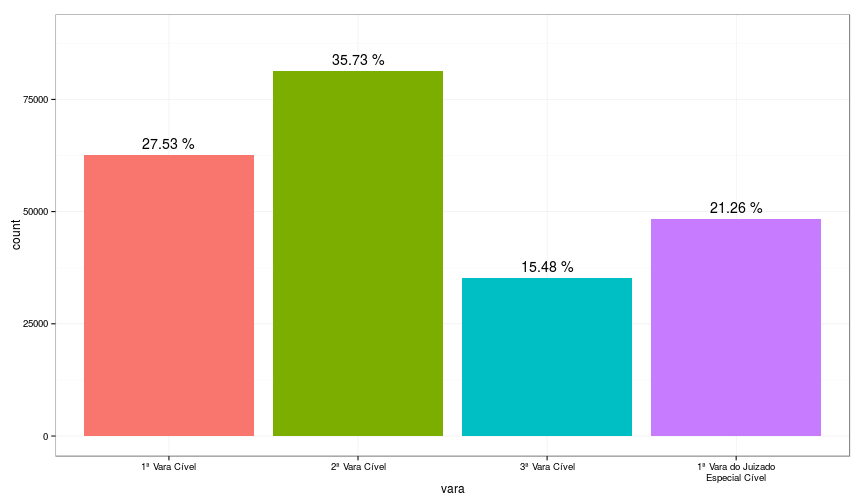 35.73 %
27.53 %
21.26 %
15.48 %
75000
50000
25000
0
count
1ª Vara Cível
2ª Vara Cível
3ª Vara Cível
1ª Vara do Juizado
Especial Cível
vara